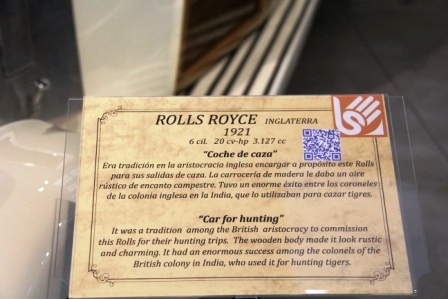 ROLLS ROYCE INGLATERRA
1921
6 cil. 20 cv-hp 3.127 cc
"Coche de caza"
Era tradición en la aristocracia inglesa encargar a propósito este Rolls
para sus salidas de caza. La carrocería de madera le daba un aire
rústico de encanto campestre. Tuvo un enorme éxito entre los coroneles
de la colonia inglesa en la India, que lo utilizaban para cazar tigres.
"Car for hunting"
It was a tradition among the British aristocracy to commission
this Rolls for their hunting trips. The wooden body made it look rustic
and charming. It had an enormous success among the colonels of the
British colony in India, who used it for hunting tigers.